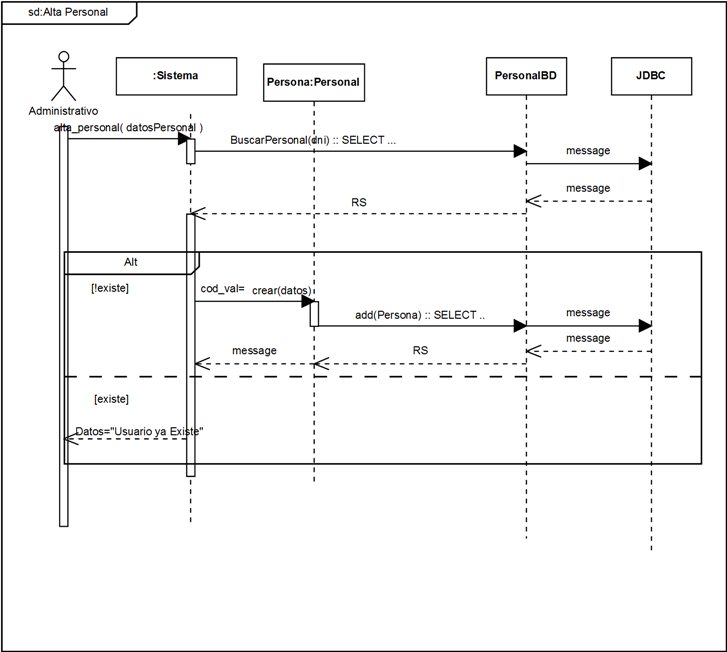 sd:Alta Personal
:Sistema
Persona:Personal
PersonalBD
JDBC
Administrativo
alta_personal( datosPersonal )
BuscarPersonal(dni) :: SELECT ...
message
message
RS
Alt
[!existe]
cod_val=
crear(datos)
add(Persona) :: SELECT ..
message
message
message
RS
[existe]
Datos="Usuario ya Existe"